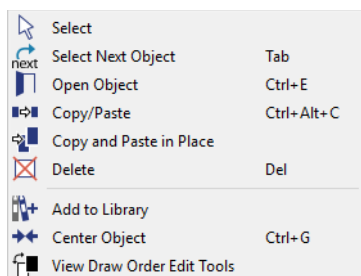 Select
next Select Next Object Tab
Open Object Ctrl+E
Copy/Paste Ctrl+Alt+C
Copy and Paste in Place
Delete Del
Add to Library
Center Object Ctrl+G
View Draw Order Edit Tools